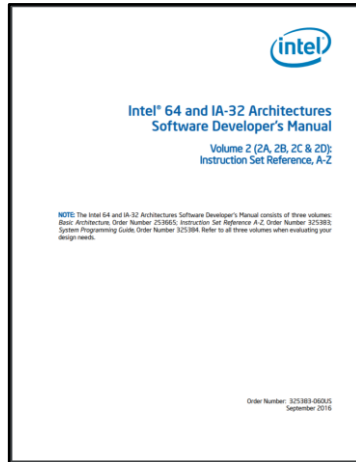 intel
Intel® 64 and IA-32 Architectures
Software Developer's Manual
Volume 2 (2A, 2B, 2C & 2D):
Instruction Set Reference, A-Z
NOTE: The Intel 64 and IA-32 Architectures Software Developer's Manual consists of three volumes:
Basic Architecture, Order Number 253665; Instruction Set Reference A-Z, Order Number 325383;
System Programming Guide, Order Number 325384. Refer to all three volumes when evaluating your
design needs.
Order Number: 325383-060US
September 2016